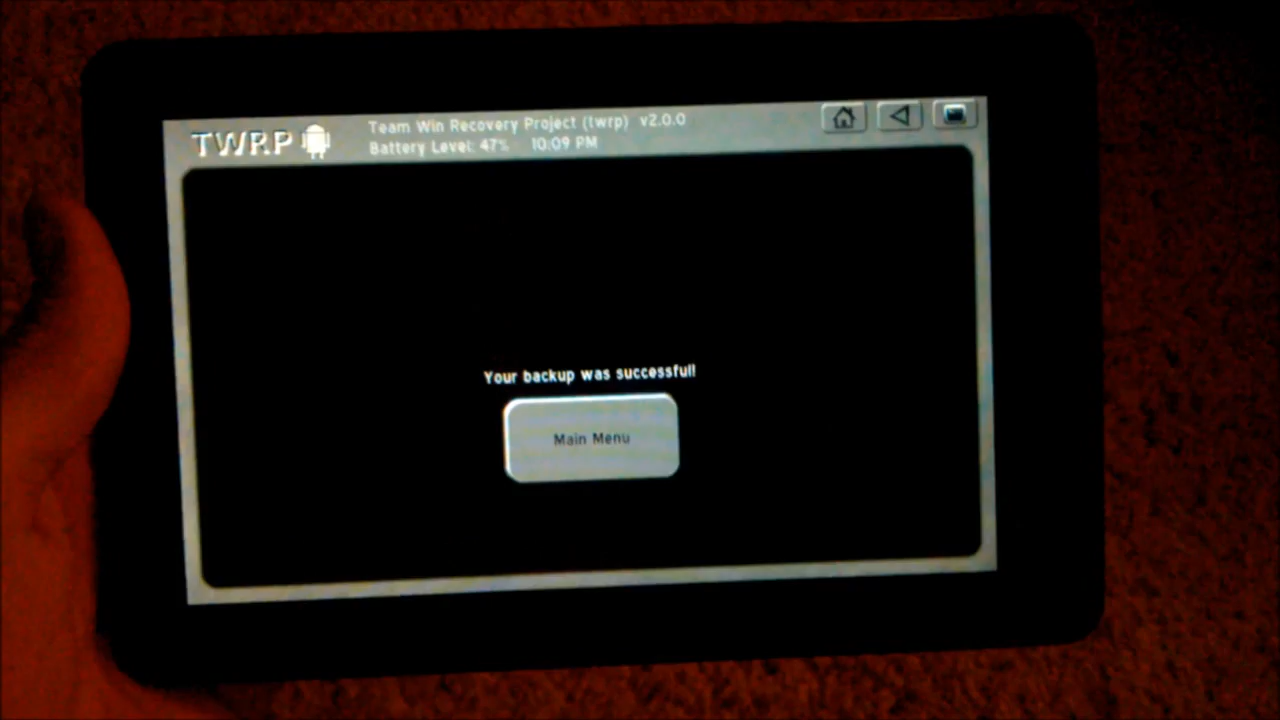 TWRP
Team Win Recovery Project (twrp) v2.0.0
Battery Level: 47% 10:09 PM
Your backup was successful!
Main Menu